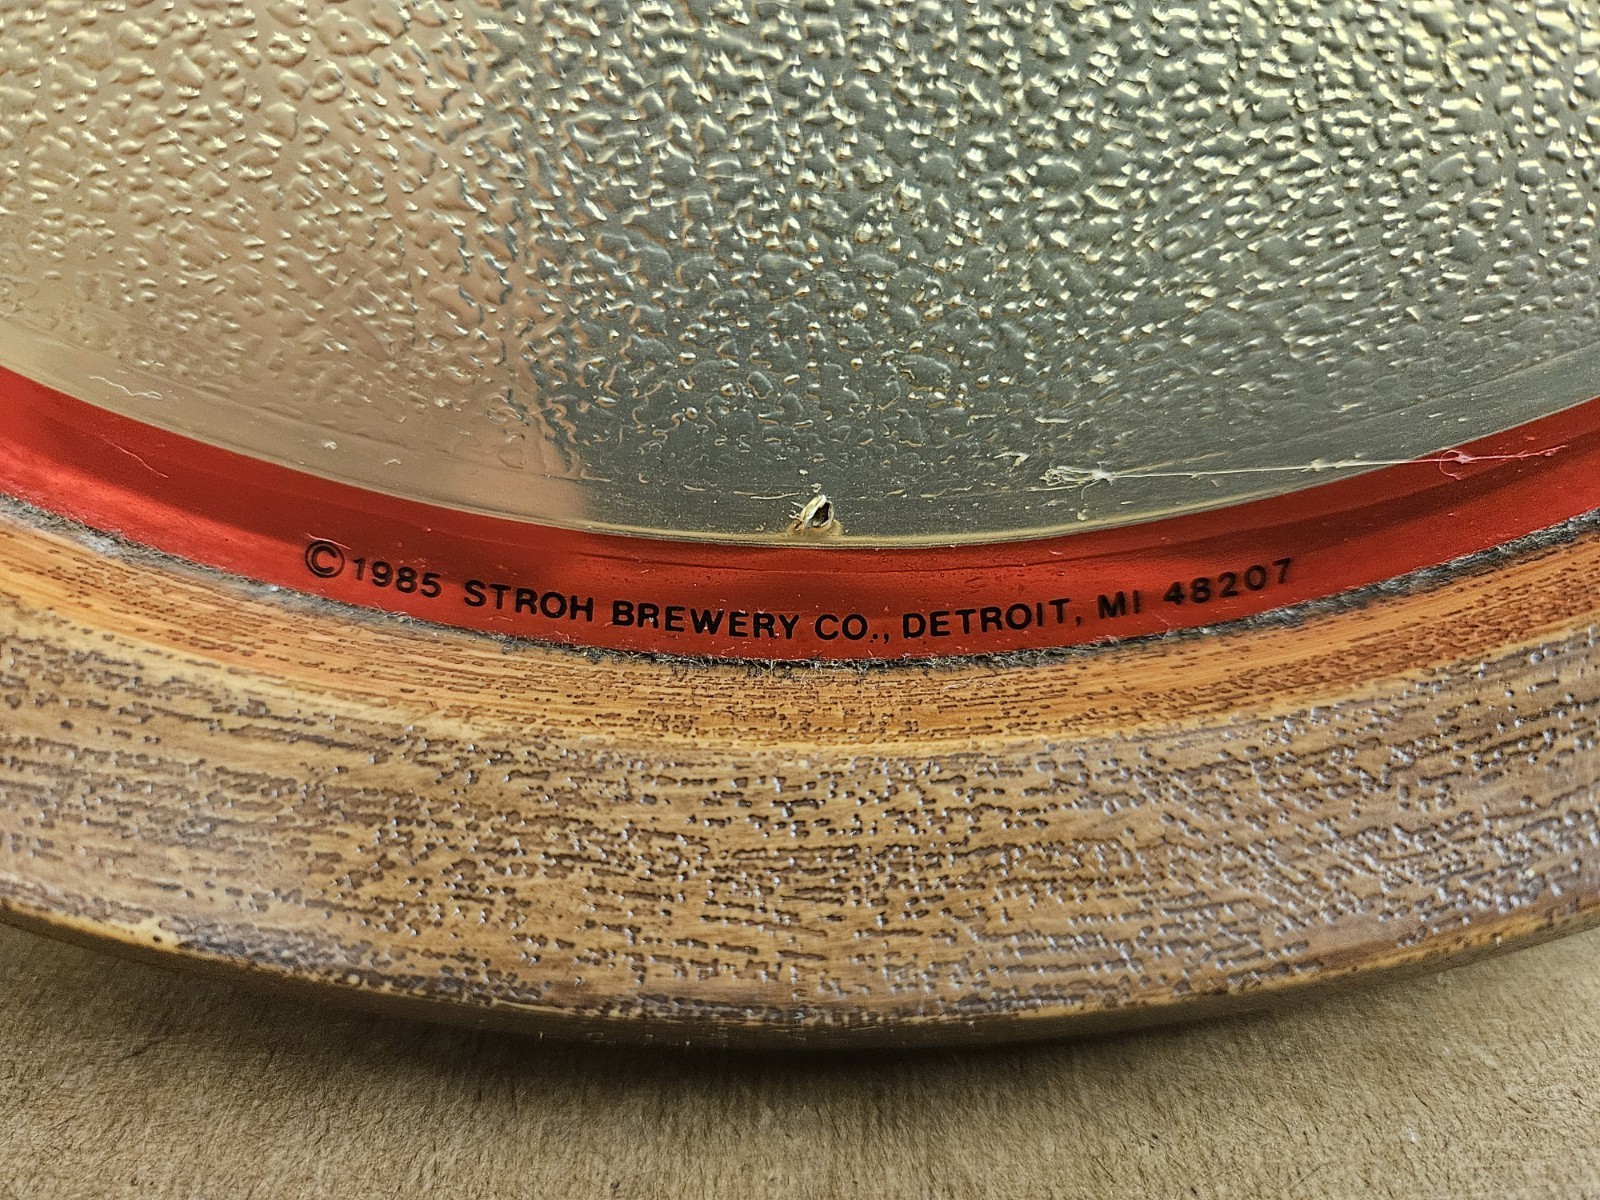 ©1985 STROH BREWERY CO., DETROIT, MI 48207